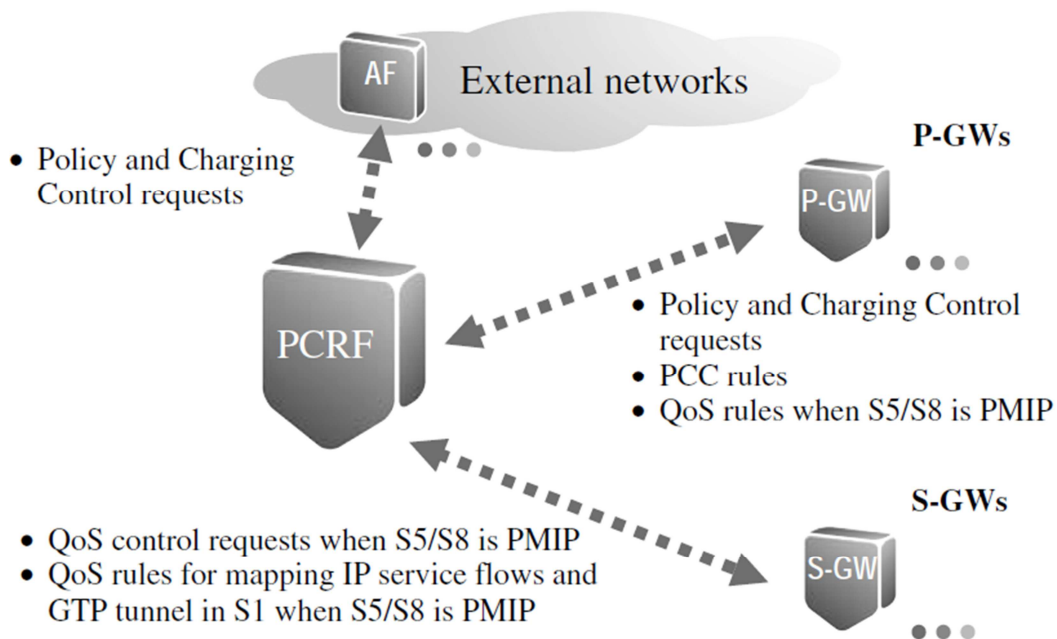 AF
External networks
• Policy and Charging
Control requests
P-GWs
P-GW
PCRF
• Policy and Charging Control
requests
• PCC rules
• QoS rules when S5/S8 is PMIP
S-GWs
S-GW
• QoS control requests when S5/S8 is PMIP
• QoS rules for mapping IP service flows and
GTP tunnel in S1 when S5/S8 is PMIP